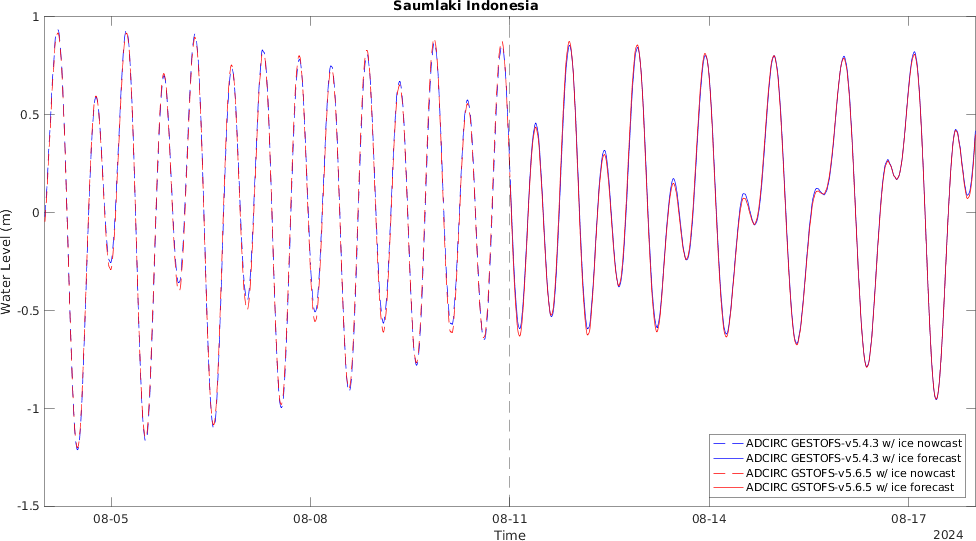 Saumlaki Indonesia
1
0.5
0
-0.5
-1
-1.5
Water Level (m)
ADCIRC GESTOFS-v5.4.3 w/ ice nowcast
ADCIRC GESTOFS-v5.4.3 w/ ice forecast
ADCIRC GSTOFS-v5.6.5 w/ ice nowcast
ADCIRC GSTOFS-v5.6.5 w/ ice forecast
08-05 08-08 08-11 08-14 08-17
Time
2024